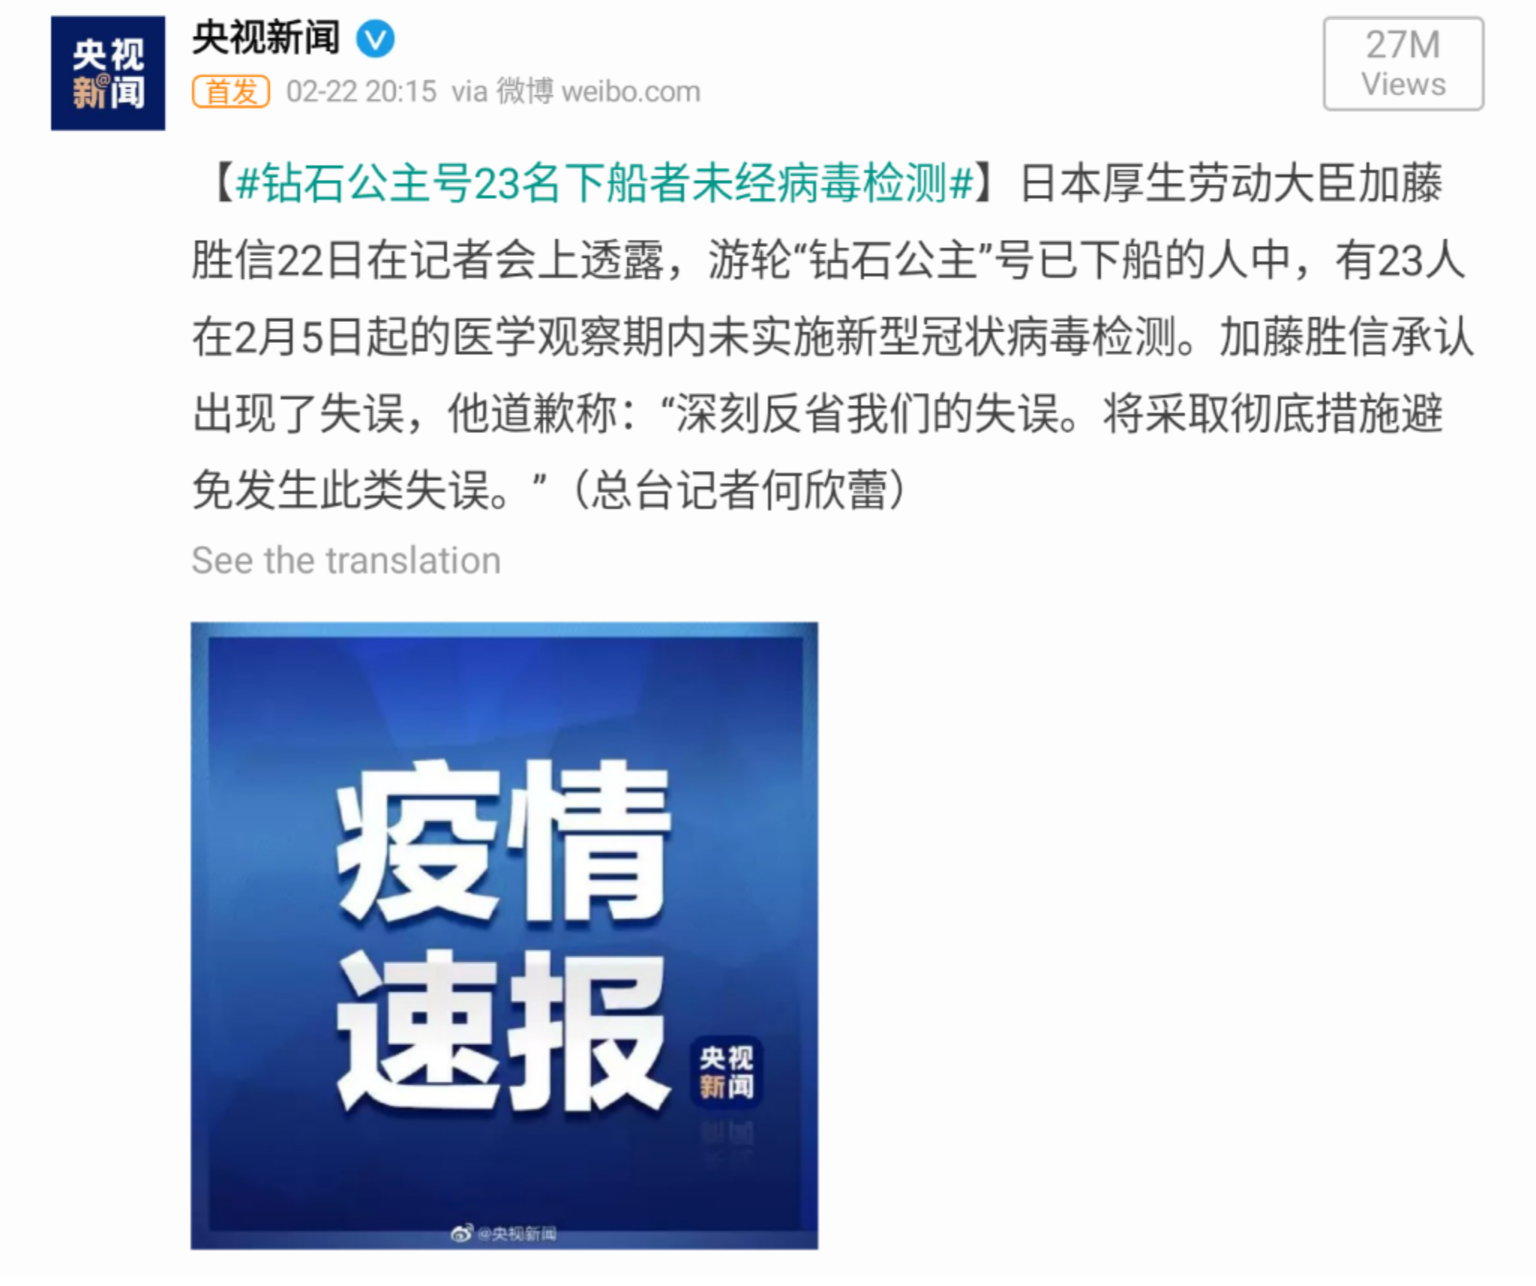 央视
新@闻
央视新闻
首发 02-22 20:15 via 微博 weibo.com
27M
Views
【#钻石公主号23名下船者未经病毒检测#】日本厚生劳动大臣加藤
胜信22日在记者会上透露，游轮“钻石公主”号已下船的人中，有23人
在2月5日起的医学观察期内未实施新型冠状病毒检测。加藤胜信承认
出现了失误，他道歉称：“深刻反省我们的失误。将采取彻底措施避
免发生此类失误。”（总台记者何欣蕾）
See the translation
疫情
速报
央视
新闻
@央视新闻